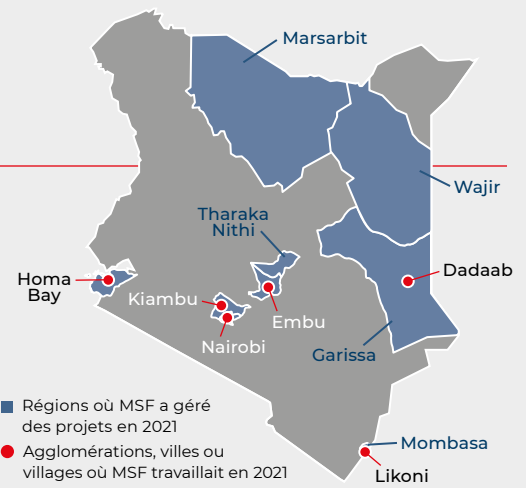 Marsarbit
Wajir
Tharaka
Nithi
Dadaab
Homa
Bay
Kiambu
Embu
Nairobi
Garissa
Mombasa
Likoni
Régions où MSF a géré
des projets en 2021
Agglomérations, villes ou
villages où MSF travaillait en 2021